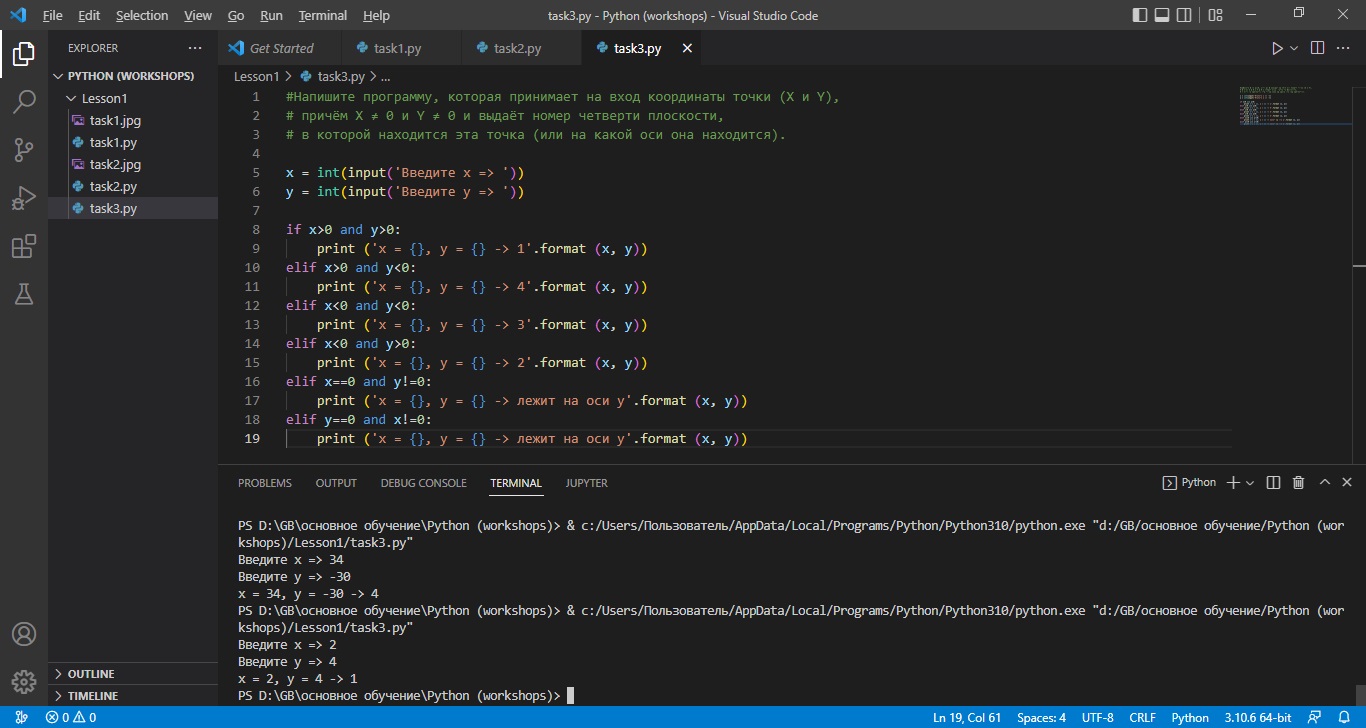 File Edit Selection View Go Run Terminal Help task3.py - Python (workshops) - Visual Studio Code
EXPLORER
PYTHON (WORKSHOPS)
Lesson1
task1.jpg
task1.py
task2.jpg
task2.py
task3.py
OUTLINE
TIMELINE
Get Started task1.py task2.py task3.py
Lesson1 > task3.py > ...
1 #Напишите программу, которая принимает на вход координаты точки (X и Y),
2 # причём X ≠ 0 и Y ≠ 0 и выдаёт номер четверти плоскости,
3 # в которой находится эта точка (или на какой оси она находится).
4
5 x = int(input('Введите x => '))
6 y = int(input('Введите y => '))
7
8 if x>0 and y>0:
9 print ('x = {}, y = {} -> 1'.format (x, y))
10 elif x>0 and y<0:
11 print ('x = {}, y = {} -> 4'.format (x, y))
12 elif x<0 and y<0:
13 print ('x = {}, y = {} -> 3'.format (x, y))
14 elif x<0 and y>0:
15 print ('x = {}, y = {} -> 2'.format (x, y))
16 elif x==0 and y!=0:
17 print ('x = {}, y = {} -> лежит на оси y'.format (x, y))
18 elif y==0 and x!=0:
19 print ('x = {}, y = {} -> лежит на оси y'.format (x, y))
PROBLEMS OUTPUT DEBUG CONSOLE TERMINAL JUPYTER Python
PS D:\GB\основное обучение\Python (workshops)> & c:/Users/Пользователь/AppData/Local/Programs/Python/Python310/python.exe "d:/GB/основное обучение/Python (wor
kshops)/Lesson1/task3.py"
Введите x => 34
Введите y => -30
x = 34, y = -30 -> 4
PS D:\GB\основное обучение\Python (workshops)> & c:/Users/Пользователь/AppData/Local/Programs/Python/Python310/python.exe "d:/GB/основное обучение/Python (wor
kshops)/Lesson1/task3.py"
Введите x => 2
Введите y => 4
x = 2, y = 4 -> 1
PS D:\GB\основное обучение\Python (workshops)>
0 0 Ln 19, Col 61 Spaces: 4 UTF-8 CRLF Python 3.10.6 64-bit